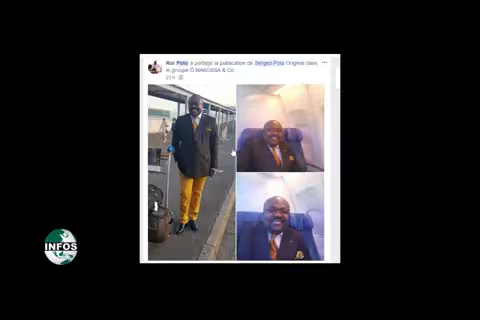 Roi Polo a partagé la publication de Sergeo Polo Original dans
le groupe Ô MAKOSSA & Co
INFOS